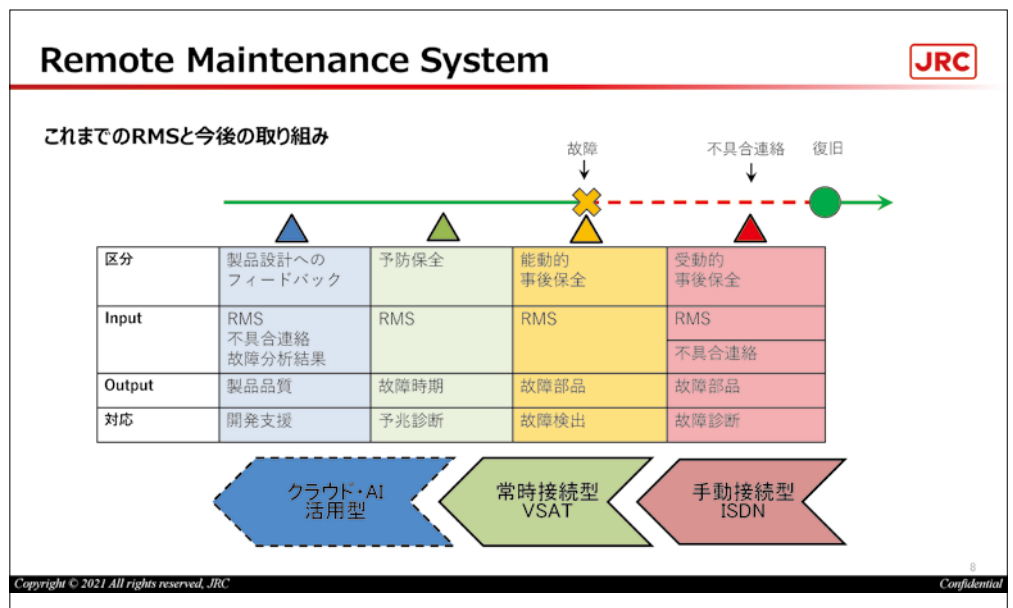 Remote Maintenance System
JRC
これまでのRMSと今後の取り組み
故障
不具合連絡
復旧
区分
製品設計への
フィードバック
予防保全
能動的
事後保全
受動的
事後保全
Input
RMS
不具合連絡
故障分析結果
RMS
RMS
RMS
不具合連絡
Output
製品品質
故障時期
故障部品
故障部品
対応
開発支援
予兆診断
故障検出
故障診断
クラウド・AI
活用型
常時接続型
VSAT
手動接続型
ISDN
8
Copyright © 2021 All rights reserved, JRC
Confidential